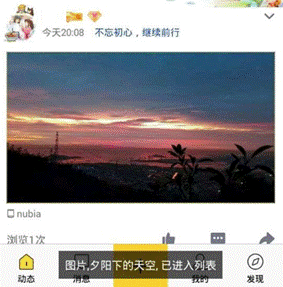 今天20:08 不忘初心，继续前行
nubia
浏览1次
图片,夕阳下的天空, 已进入列表
动态 消息 我的 发现